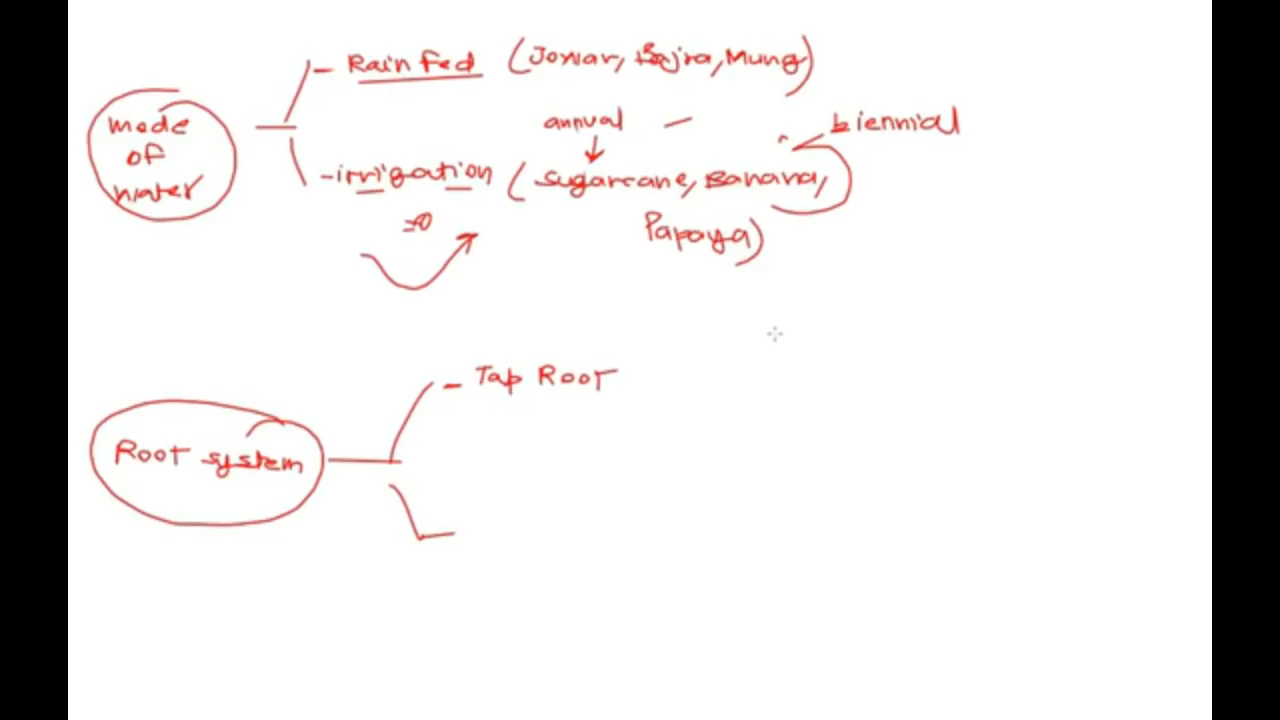 - Rain fed (Jowar, Bajra, Mung)
mode
of
water
annual -
biennial
- irrigation (Sugarcane, Banana,
Papaya)
- Tap Root
Root system